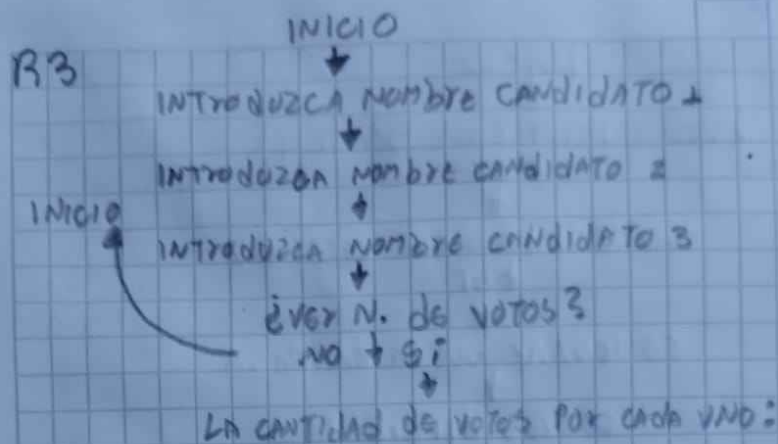 INICIO
R3
INTRODUZCA NOMBRE CANDIDATO 1
INTRODUZCA NOMBRE CANDIDATO 2
INICIO
INTRODUZCA NOMBRE CANDIDATO 3
¿VER N. DE VOTOS?
NO SI
LA CANTIDAD DE VOTOS POR CADA UNO: